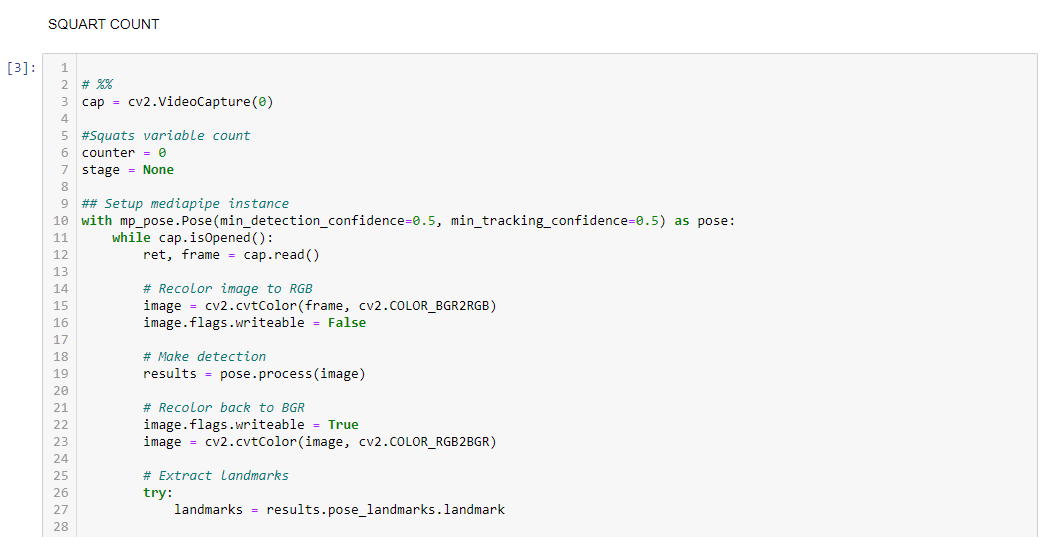 SQUART COUNT
[3]:
1
2 # %%
3 cap = cv2.VideoCapture(0)
4
5 #Squats variable count
6 counter = 0
7 stage = None
8
9 ## Setup mediapipe instance
10 with mp_pose.Pose(min_detection_confidence=0.5, min_tracking_confidence=0.5) as pose:
11     while cap.isOpened():
12         ret, frame = cap.read()
13
14         # Recolor image to RGB
15         image = cv2.cvtColor(frame, cv2.COLOR_BGR2RGB)
16         image.flags.writeable = False
17
18         # Make detection
19         results = pose.process(image)
20
21         # Recolor back to BGR
22         image.flags.writeable = True
23         image = cv2.cvtColor(image, cv2.COLOR_RGB2BGR)
24
25         # Extract landmarks
26         try:
27             landmarks = results.pose_landmarks.landmark
28